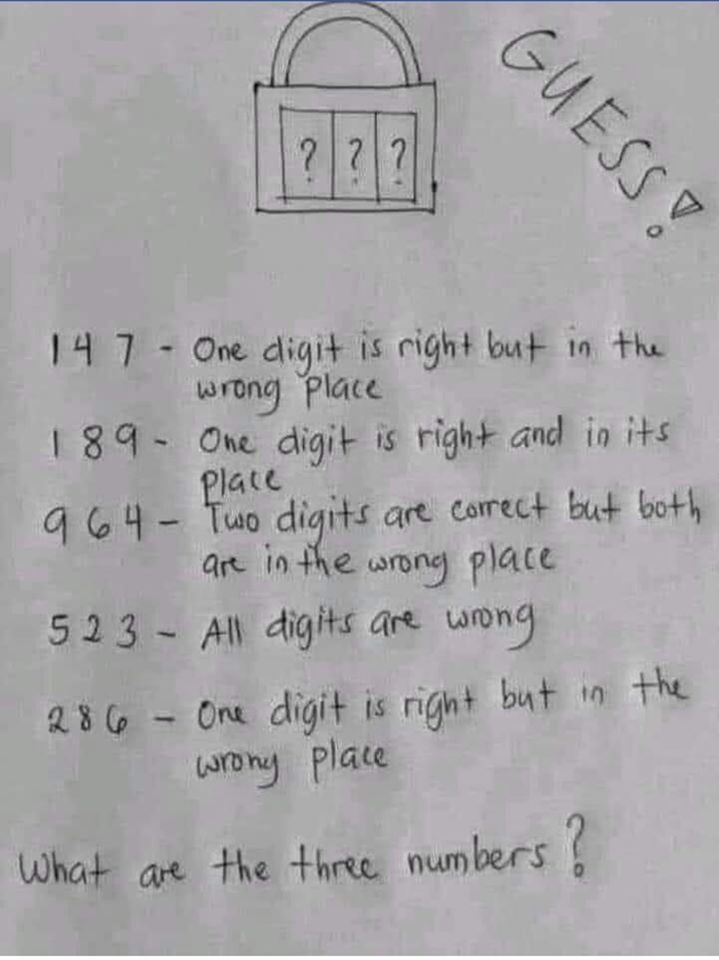 GUESS!
? ? ?
147 - One digit is right but in the
wrong place
189 - One digit is right and in its
place
964 - Two digits are correct but both
are in the wrong place
523 - All digits are wrong
286 - One digit is right but in the
wrong place
What are the three numbers?